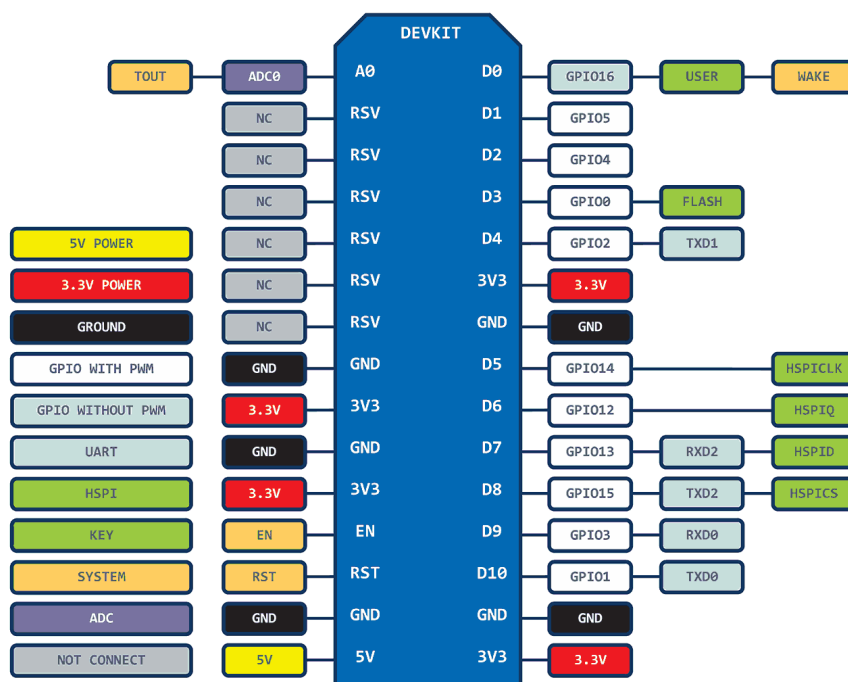 DEVKIT
TOUT ADC0 A0 D0 GPIO16 USER WAKE
NC RSV D1 GPIO5
NC RSV D2 GPIO4
NC RSV D3 GPIO0 FLASH
5V POWER NC RSV D4 GPIO2 TXD1
3.3V POWER NC RSV 3V3 3.3V
GROUND NC RSV GND GND
GPIO WITH PWM GND GND D5 GPIO14 HSPICLK
GPIO WITHOUT PWM 3.3V 3V3 D6 GPIO12 HSPIQ
UART GND GND D7 GPIO13 RXD2 HSPID
HSPI 3.3V 3V3 D8 GPIO15 TXD2 HSPICS
KEY EN EN D9 GPIO3 RXD0
SYSTEM RST RST D10 GPIO1 TXD0
ADC GND GND GND GND
NOT CONNECT 5V 5V 3V3 3.3V